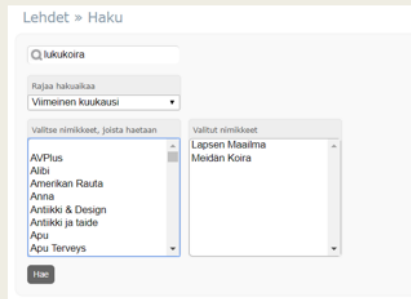 Lehdet » Haku
lukukoira
Rajaa hakuaikaa
Viimeinen kuukausi
Valitse nimikkeet, joista haetaan
Valitut nimikkeet
AVPlus
Alibi
Amerikan Rauta
Anna
Antiikki & Design
Antiikki ja taide
Apu
Apu Terveys
Lapsen Maailma
Meidän Koira
Hae